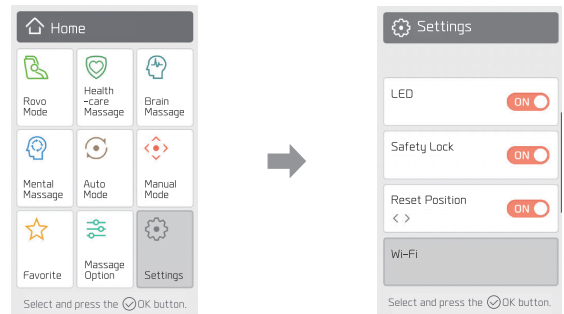 Home
Rovo
Mode
Health
-care
Massage
Brain
Massage
Mental
Massage
Auto
Mode
Manual
Mode
Favorite
Massage
Option
Settings
Select and press the OK button.
Settings
LED
ON
Safety Lock
ON
Reset Position
< >
ON
Wi-Fi
Select and press the OK button.